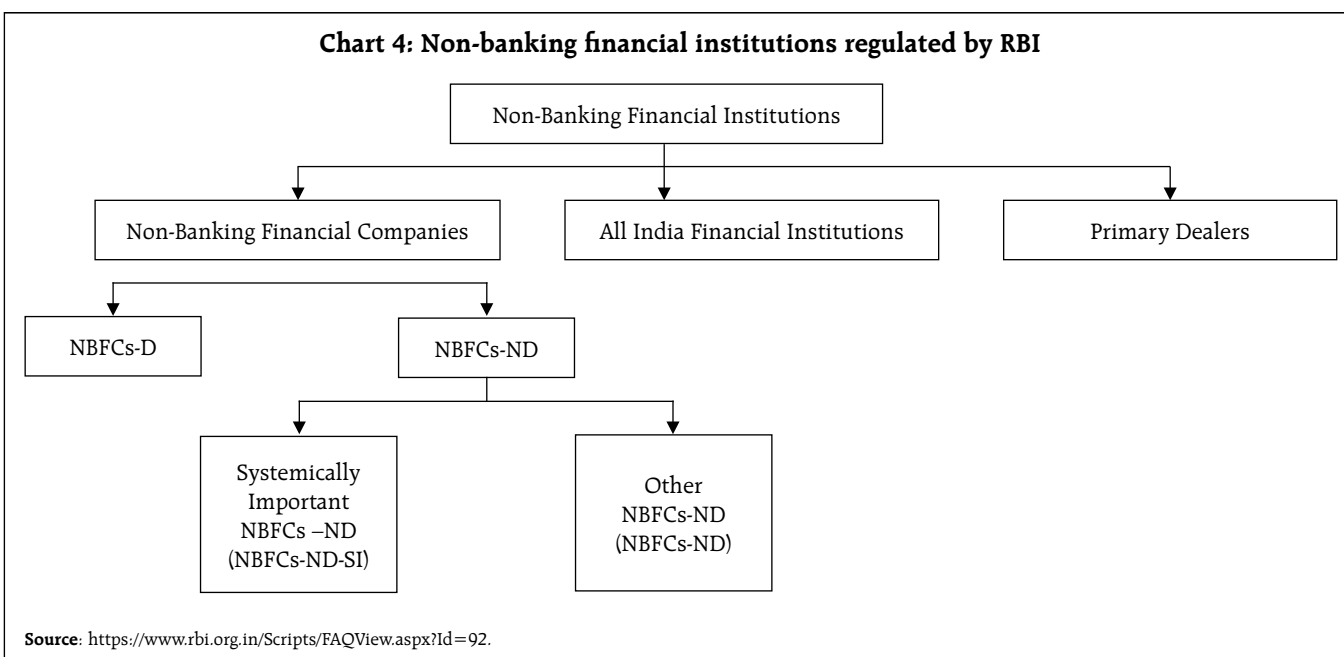 Chart 4: Non-banking financial institutions regulated by RBI
Non-Banking Financial Institutions
Non-Banking Financial Companies
All India Financial Institutions
Primary Dealers
NBFCs-D
NBFCs-ND
Systemically
Important
NBFCs –ND
(NBFCs-ND-SI)
Other
NBFCs-ND
(NBFCs-ND)
Source: https://www.rbi.org.in/Scripts/FAQView.aspx?Id=92.